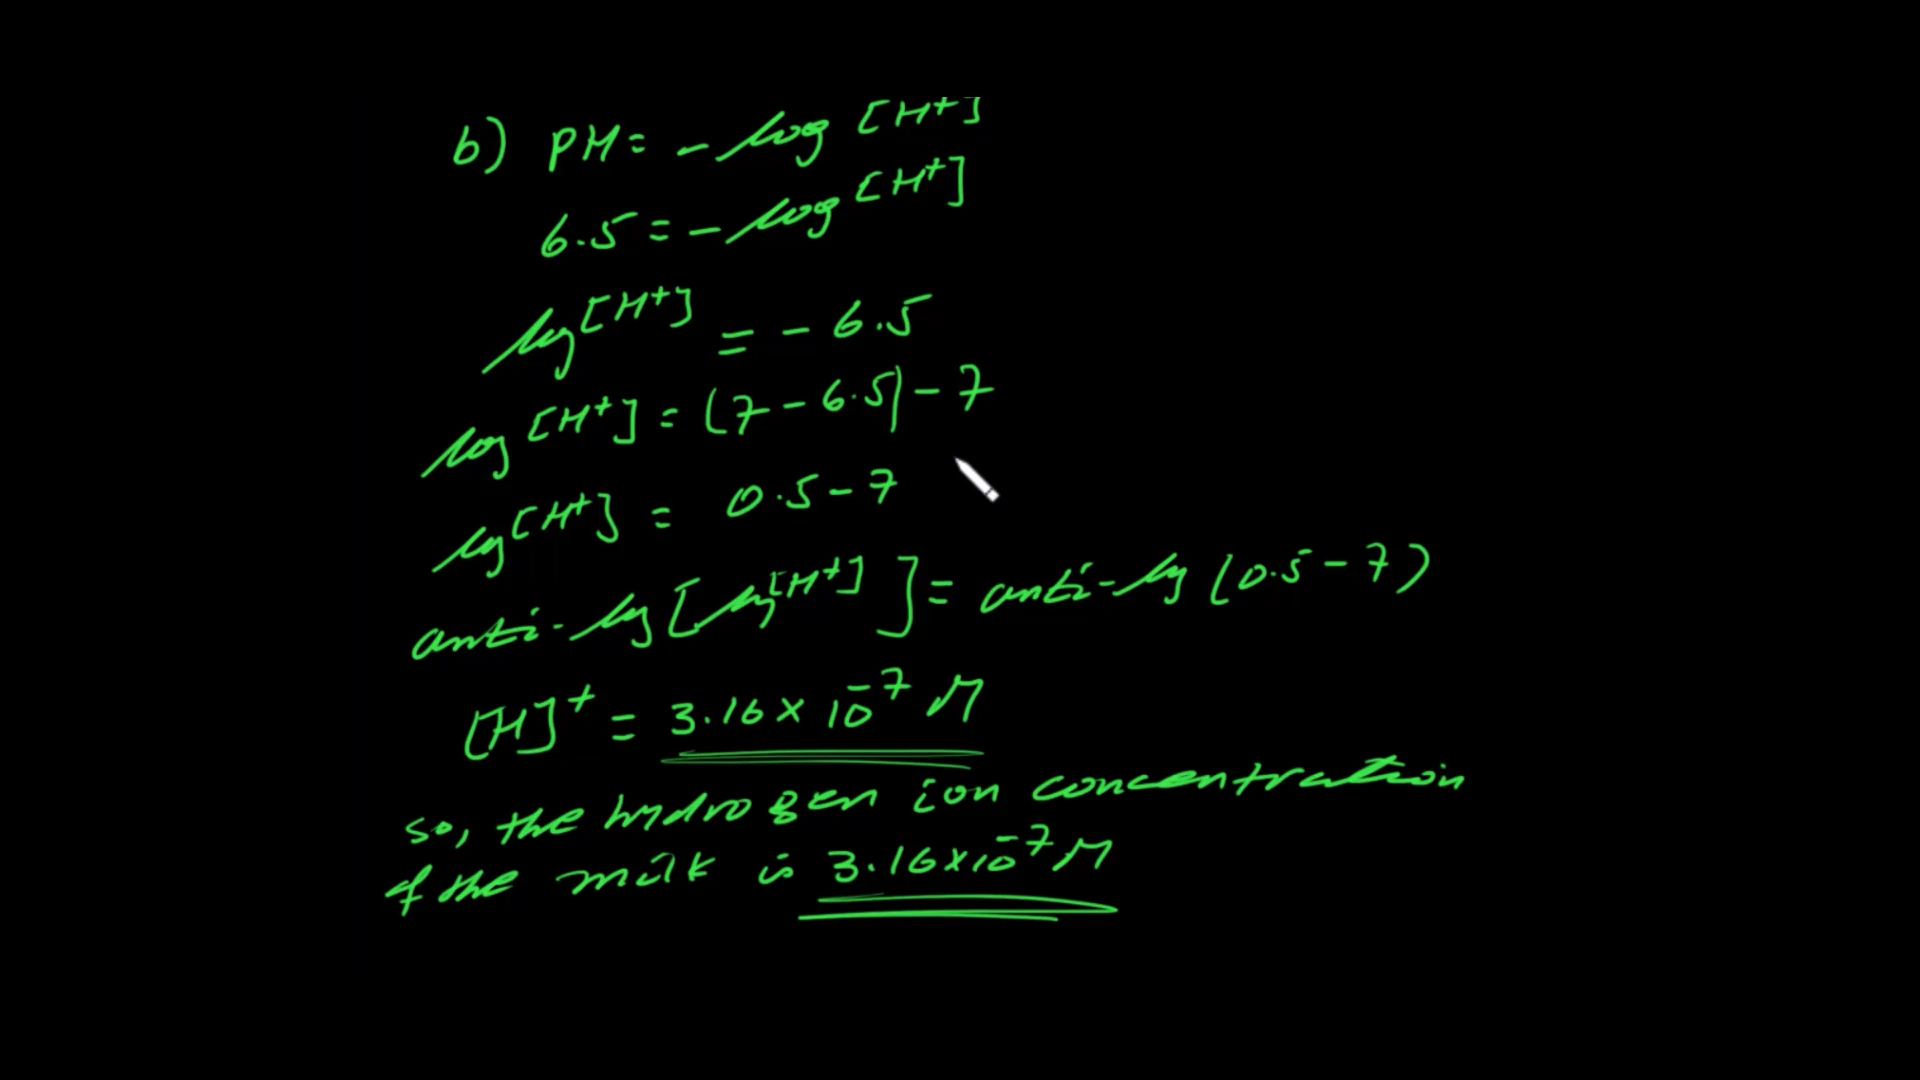 b) PH = - log [H⁺]
6.5 = - log [H⁺]
log [H⁺] = - 6.5
log [H⁺] = (7 - 6.5) - 7
log [H⁺] = 0.5 - 7
anti-log [log [H⁺]] = anti-log (0.5 - 7)
[H]⁺ = 3.16 × 10⁻⁷ M
so, the hydrogen ion concentration
of the milk is 3.16 × 10⁻⁷ M